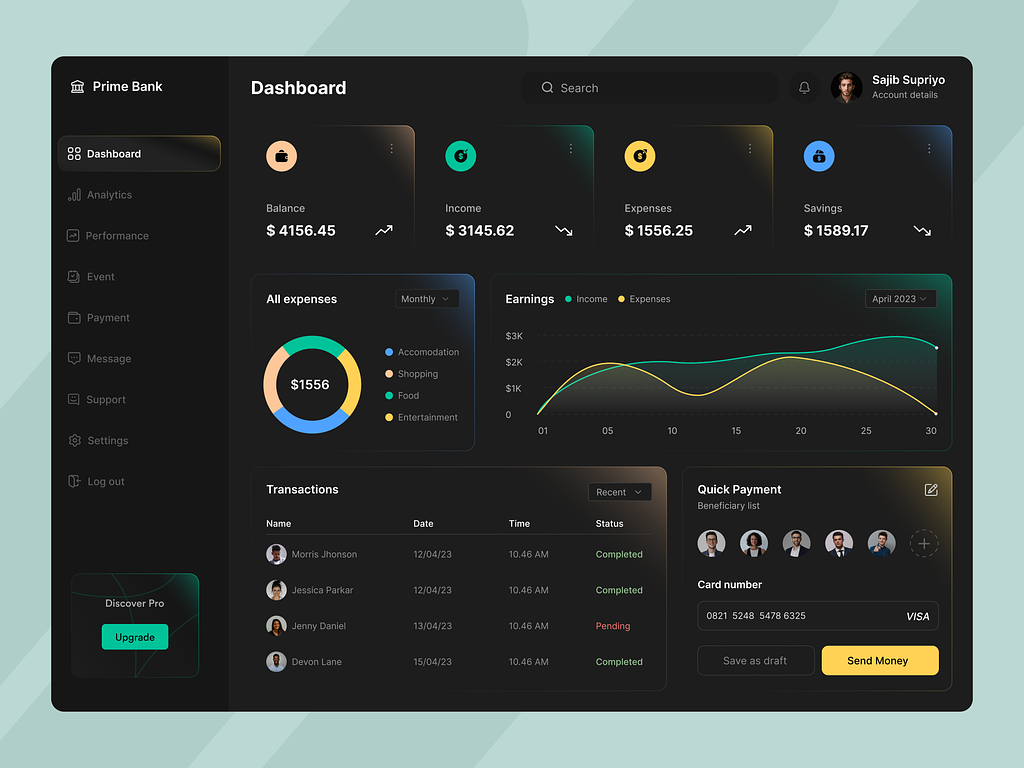 Prime Bank
Dashboard
Search
Sajib Supriyo
Account details
Dashboard
Analytics
Performance
Event
Payment
Message
Support
Settings
Log out
Discover Pro
Upgrade
Balance
$ 4156.45
Income
$ 3145.62
Expenses
$ 1556.25
Savings
$ 1589.17
All expenses
Monthly
$1556
Accomodation
Shopping
Food
Entertainment
Earnings
Income
Expenses
April 2023
$3K
$2K
$1K
0
01 05 10 15 20 25 30
Transactions
Recent
Name Date Time Status
Morris Jhonson 12/04/23 10.46 AM Completed
Jessica Parkar 12/04/23 10.46 AM Completed
Jenny Daniel 13/04/23 10.46 AM Pending
Devon Lane 15/04/23 10.46 AM Completed
Quick Payment
Beneficiary list
Card number
0821 5248 5478 6325 VISA
Save as draft
Send Money